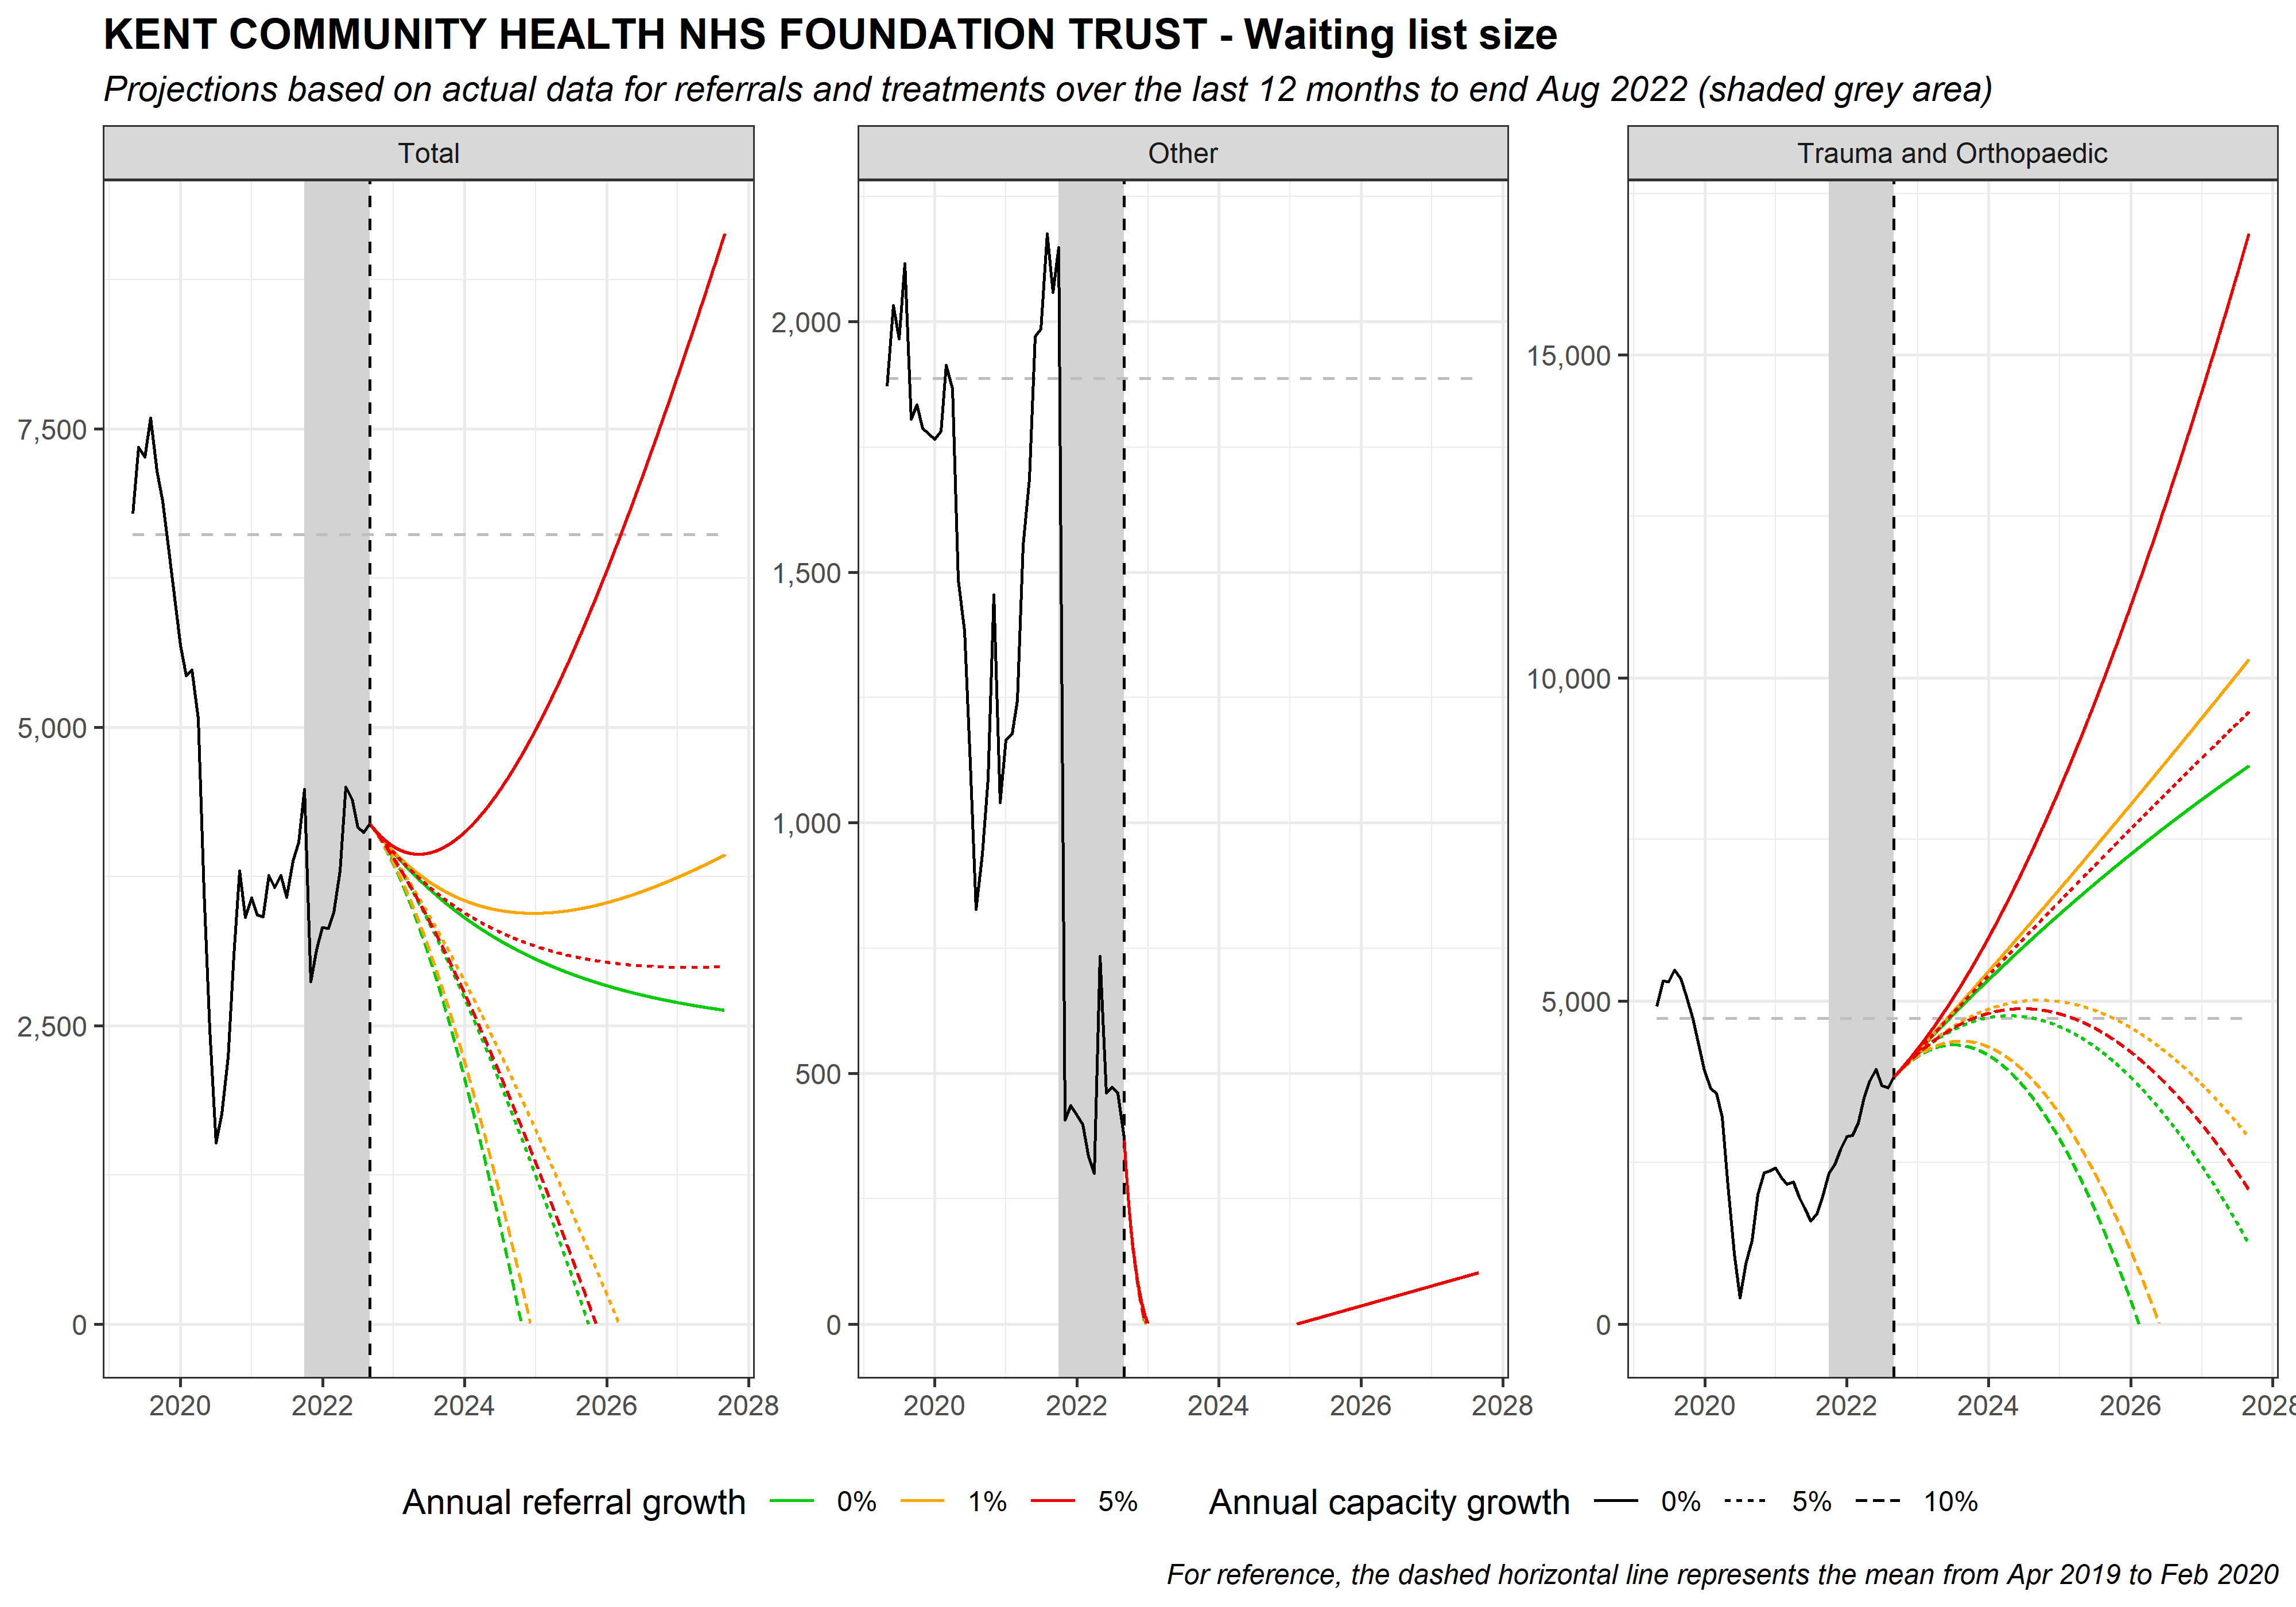 KENT COMMUNITY HEALTH NHS FOUNDATION TRUST - Waiting list size
Projections based on actual data for referrals and treatments over the last 12 months to end Aug 2022 (shaded grey area)
Total
7,500
5,000
2,500
0
2020 2022 2024 2026 2028
Other
2,000
1,500
1,000
500
0
2020 2022 2024 2026 2028
Trauma and Orthopaedic
15,000
10,000
5,000
0
2020 2022 2024 2026 2028
Annual referral growth 0% 1% 5% Annual capacity growth 0% 5% 10%
For reference, the dashed horizontal line represents the mean from Apr 2019 to Feb 2020